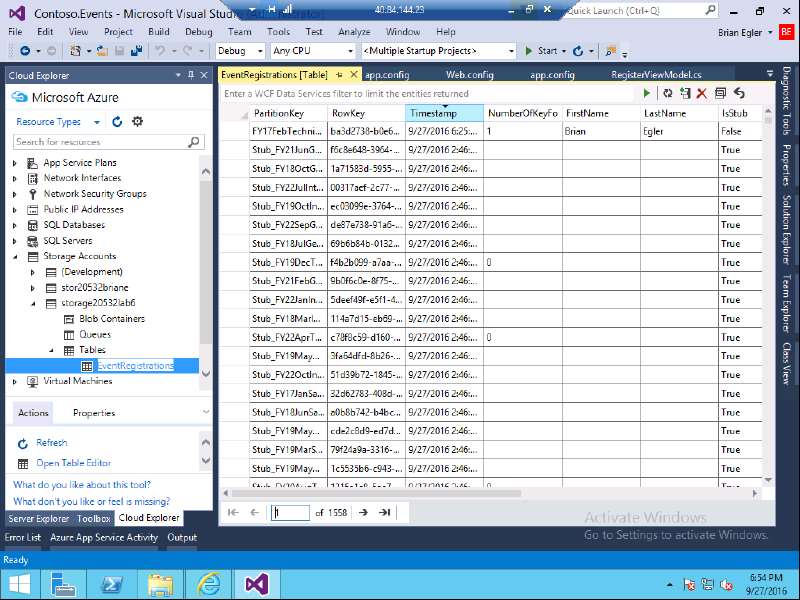 Contoso.Events - Microsoft Visual Studio
40.84.144.23
Quick Launch (Ctrl+Q)
File Edit View Project Build Debug Team Tools Test Analyze Window Help
Brian Egler
BE
Debug Any CPU <Multiple Startup Projects> Start
Cloud Explorer
EventRegistrations [Table] app.config Web.config app.config RegisterViewModel.cs
Microsoft Azure
Enter a WCF Data Services filter to limit the entities returned
Resource Types
Search for resources
App Service Plans
Network Interfaces
Network Security Groups
Public IP Addresses
SQL Databases
SQL Servers
Storage Accounts
(Development)
stor20532briane
storage20532lab6
Blob Containers
Queues
Tables
EventRegistrations
Virtual Machines
Actions Properties
Refresh
Open Table Editor
What do you like about this tool?
What don't you like or feel is missing?
Server Explorer Toolbox Cloud Explorer
PartitionKey RowKey Timestamp NumberOfKeyFo FirstName LastName IsStub
FY17FebTechni... ba3d2738-b0e6... 9/27/2016 6:25:... 1 Brian Egler False
Stub_FY21JunG... f6c8e648-3964-... 9/27/2016 2:46:... True
Stub_FY18OctG... 1a71583d-5955-... 9/27/2016 2:46:... True
Stub_FY22JulInt... 00317aef-2c77-... 9/27/2016 2:46:... True
Stub_FY19OctIn... ec03099e-3764-... 9/27/2016 2:46:... True
Stub_FY22SepG... de87e738-91a6-... 9/27/2016 2:46:... True
Stub_FY18JulGe... 69b6b84b-0132... 9/27/2016 2:46:... True
Stub_FY19DecT... f4b2b099-a7aa-... 9/27/2016 2:46:... 0 True
Stub_FY21FebG... 9b0f6c0e-8f75-... 9/27/2016 2:46:... True
Stub_FY22JanIn... 5deef49f-e5f1-4... 9/27/2016 2:46:... True
Stub_FY18MarI... 114a7d15-eb69-... 9/27/2016 2:46:... True
Stub_FY22AprT... c78f8c59-d160-... 9/27/2016 2:46:... 0 True
Stub_FY19May... 3fa64dfd-8b26-... 9/27/2016 2:46:... True
Stub_FY22OctIn... 51d39b72-1845-... 9/27/2016 2:46:... True
Stub_FY17JanSa... 32d62783-408d-... 9/27/2016 2:46:... True
Stub_FY18JunSa... a0b8b742-b4bc... 9/27/2016 2:46:... True
Stub_FY19May... cde2c8d9-ed7d... 9/27/2016 2:46:... True
Stub_FY19MarS... 79f24a9a-3316-... 9/27/2016 2:46:... True
Stub_FY19May... 1c5535b6-c943-... 9/27/2016 2:46:... True
1 of 1558
Diagnostic Tools
Properties
Solution Explorer
Team Explorer
Class View
Activate Windows
Go to Settings to activate Windows.
Error List Azure App Service Activity Output
Ready
6:54 PM
9/27/2016